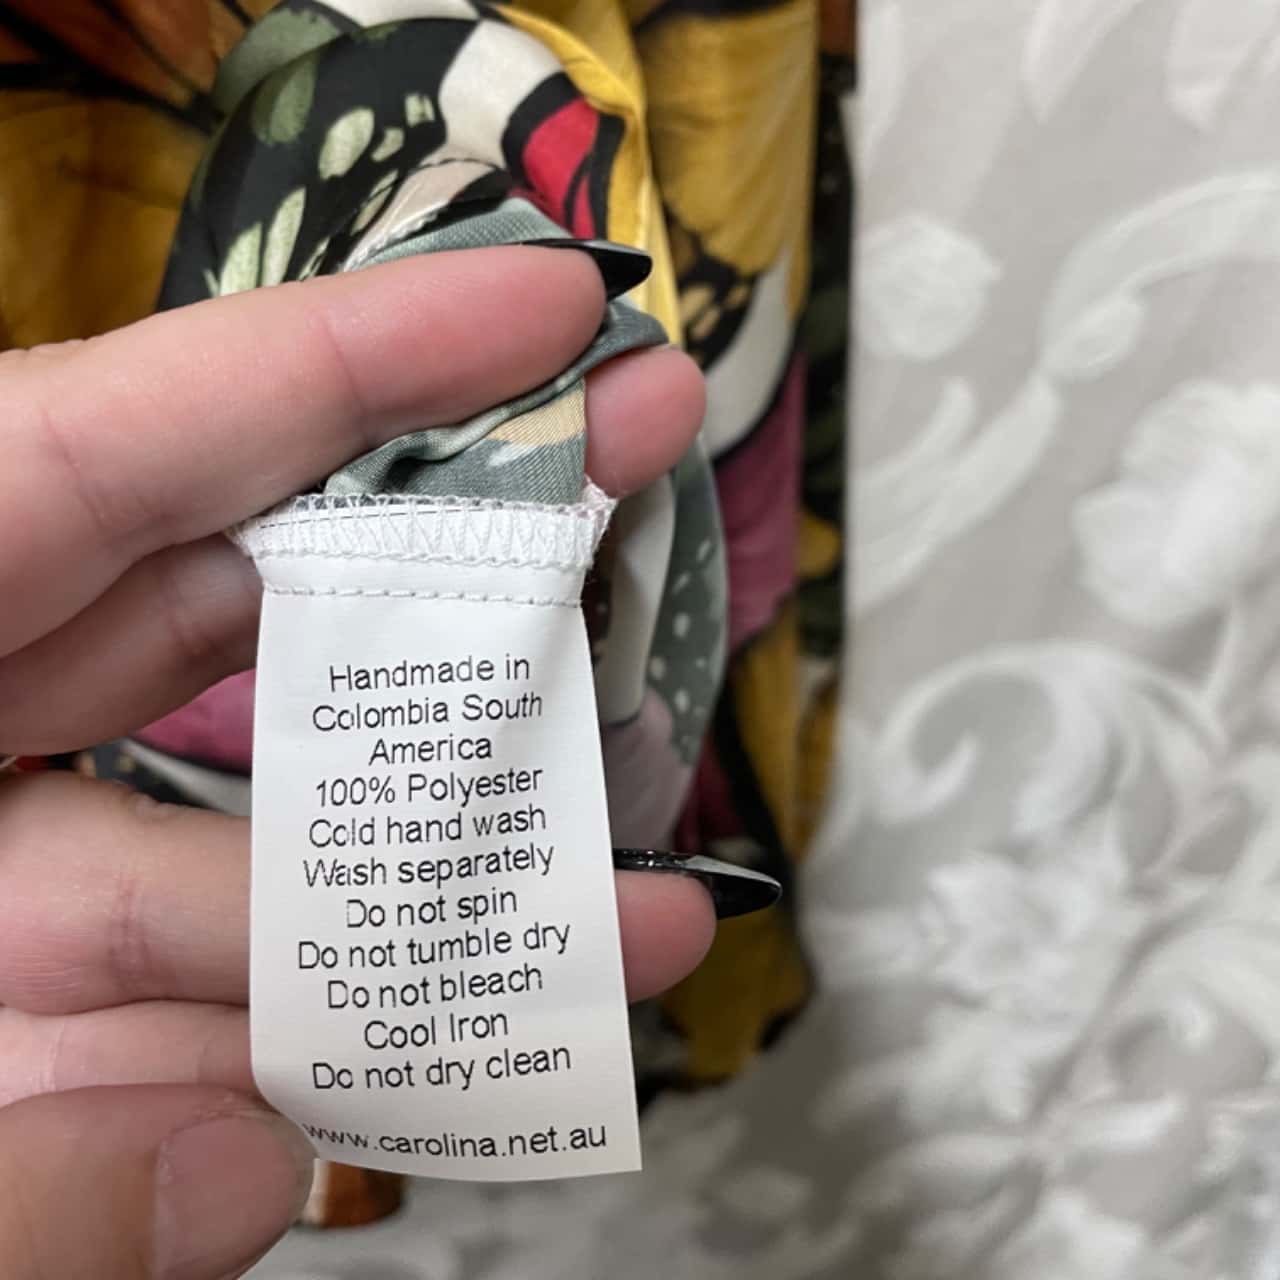 Handmade in
Colombia South
America
100% Polyester
Cold hand wash
Wash separately
Do not spin
Do not tumble dry
Do not bleach
Cool Iron
Do not dry clean
www.carolina.net.au